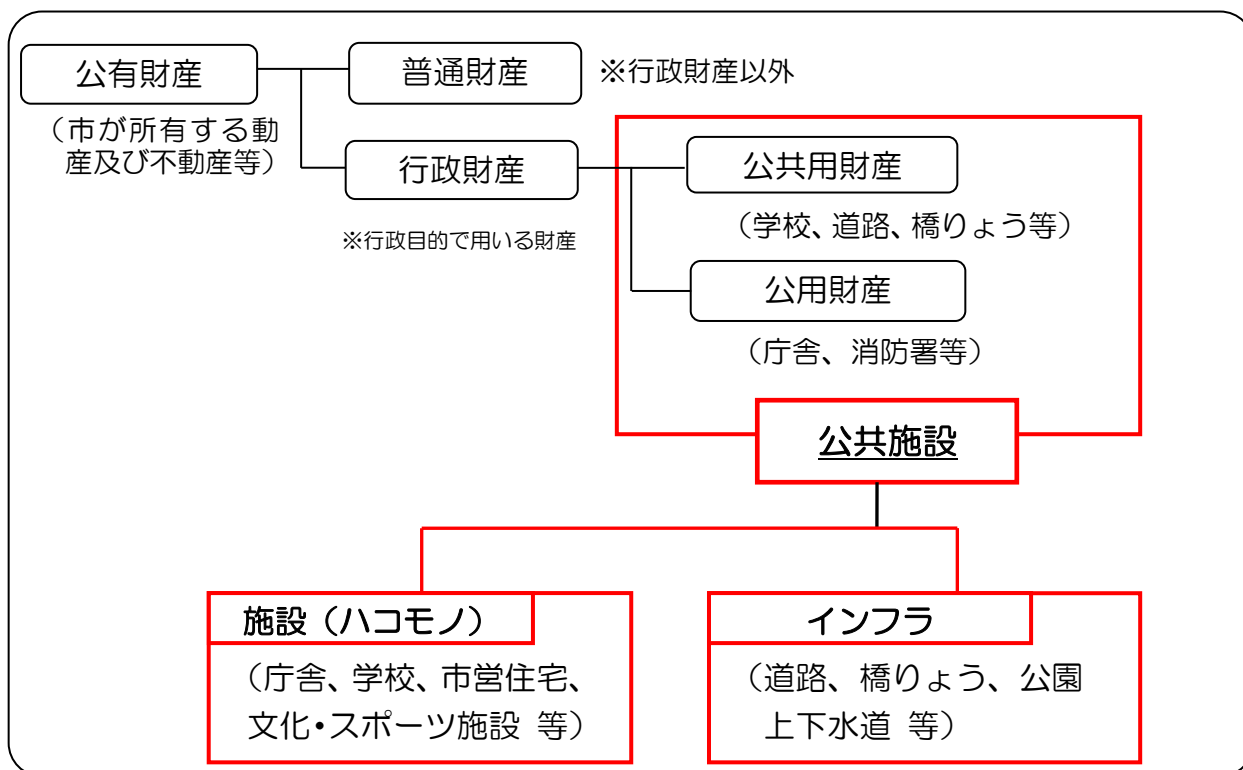 公有財産
普通財産
※行政財産以外
（市が所有する動
産及び不動産等）
行政財産
公共用財産
※行政目的で用いる財産
（学校、道路、橋りょう等）
公用財産
（庁舎、消防署等）
公共施設
施設（ハコモノ）
（庁舎、学校、市営住宅、
文化・スポーツ施設 等）
インフラ
（道路、橋りょう、公園
上下水道 等）